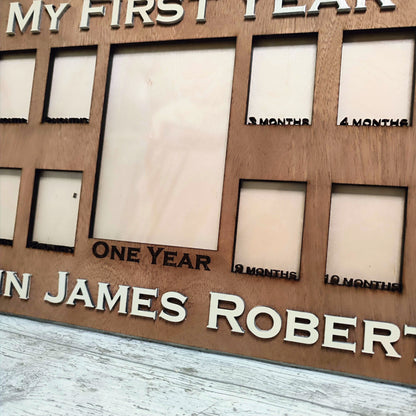 MY FIRST YEAR
3 MONTHS 4 MONTHS
ONE YEAR
9 MONTHS 10 MONTHS
JAMES ROBERT